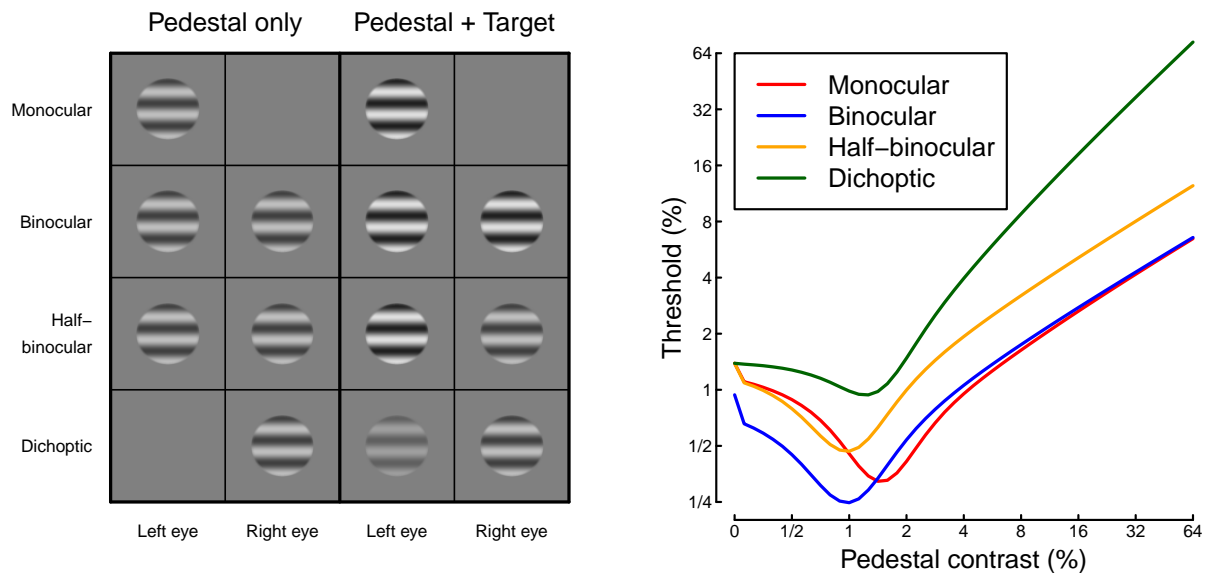 Pedestal only Pedestal + Target
Monocular
Binocular
Half−
binocular
Dichoptic
Left eye Right eye Left eye Right eye
Threshold (%)
64
32
16
8
4
2
1
1/2
1/4
Monocular
Binocular
Half−binocular
Dichoptic
0 1/2 1 2 4 8 16 32 64
Pedestal contrast (%)